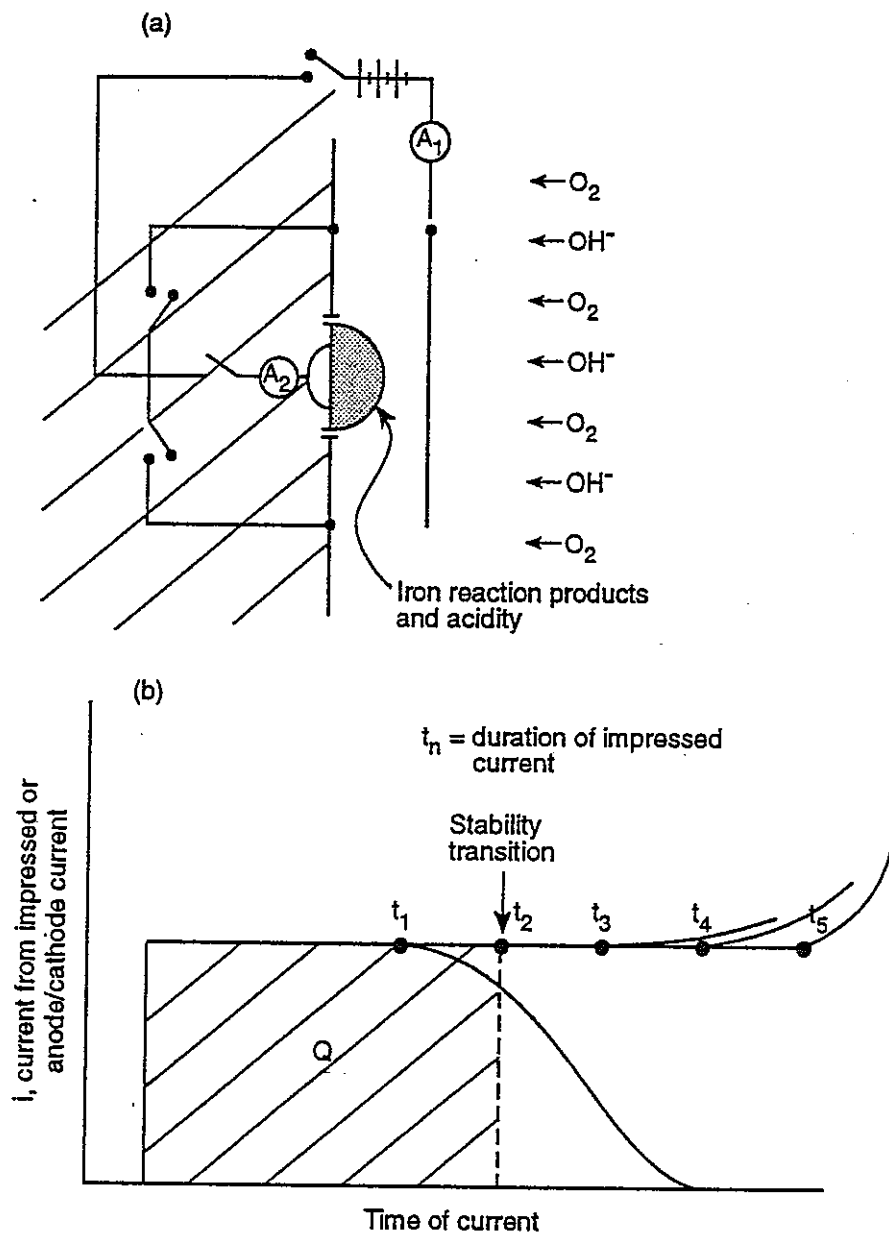 (a)
A1
O2
OH-
O2
A2
OH-
O2
OH-
O2
Iron reaction products
and acidity
(b)
tn = duration of impressed
current
Stability
transition
t1
t2
t3
t4
t5
Q
i, current from impressed or
anode/cathode current
Time of current